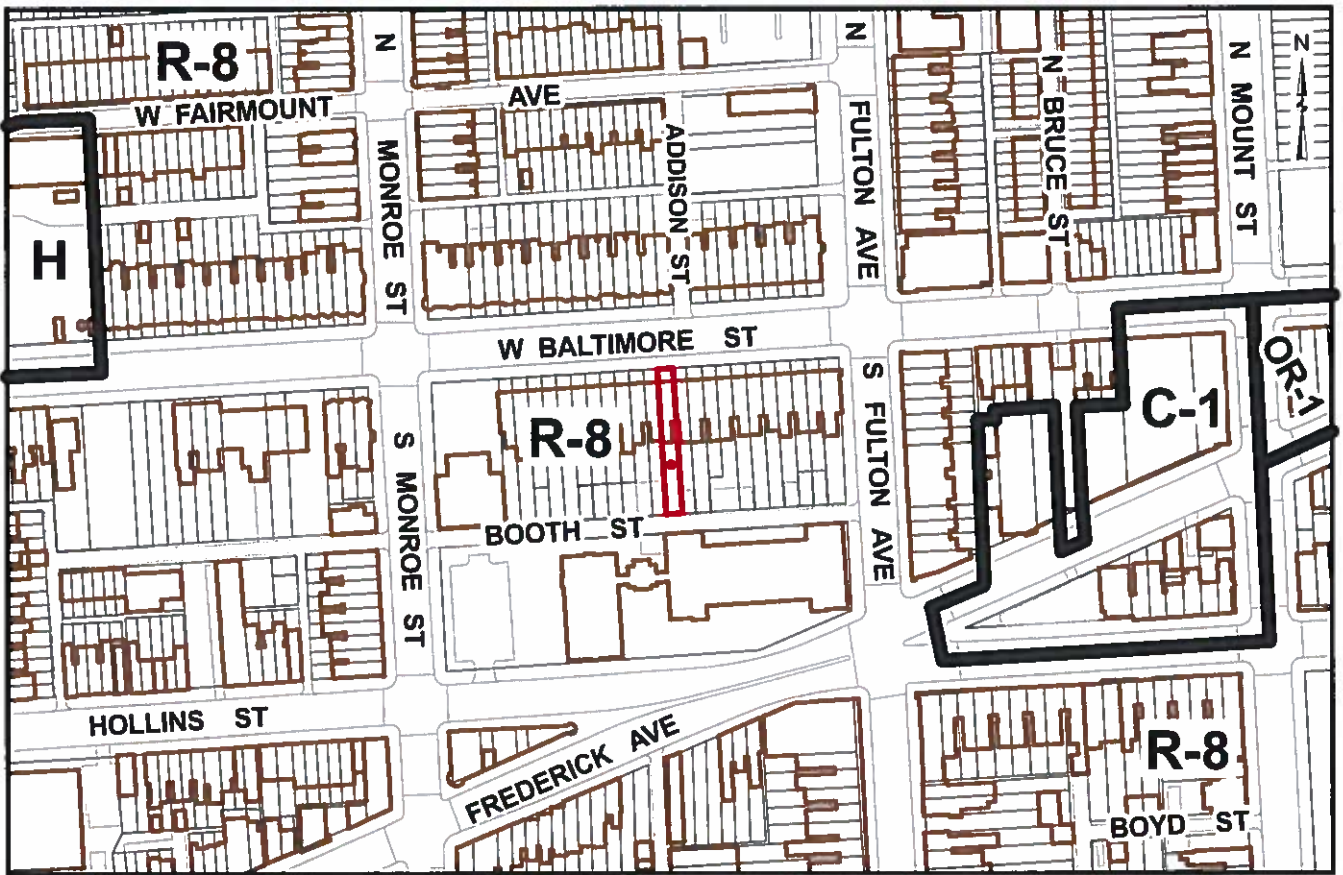 R-8
W FAIRMOUNT AVE
N MONROE ST
ADDISON ST
N FULTON AVE
N BRUCE ST
N MOUNT ST
N
H
W BALTIMORE ST
R-8
C-1
OR-1
S MONROE ST
BOOTH ST
S FULTON AVE
HOLLINS ST
FREDERICK AVE
R-8
BOYD ST